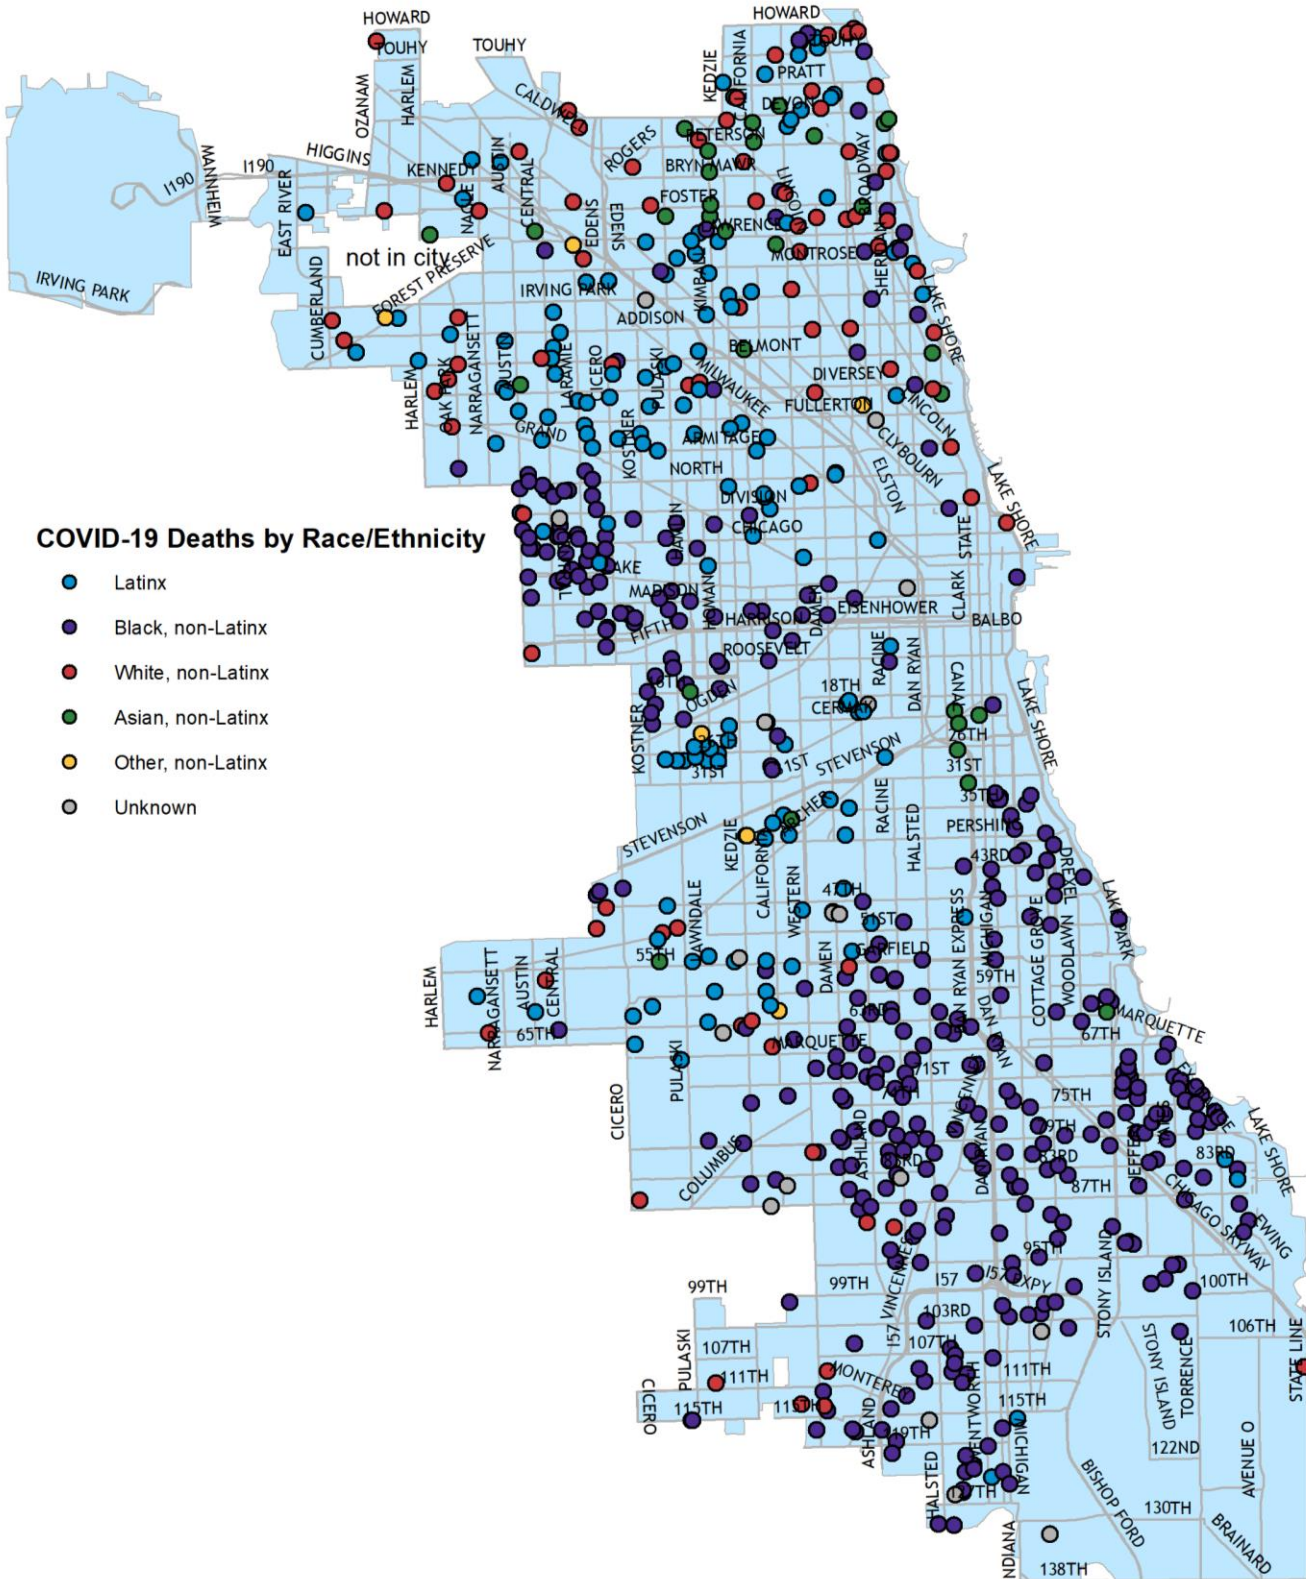 HOWARD
TOUHY
TOUHY
HOWARD
TOUHY
PRATT
KEDZIE
CALIFORNIA
DEVON
OZANAM
HARLEM
CALDWELL
ROGERS
PETERSON
BRYN MAWR
BROADWAY
MANNHEIM
I190
I190
HIGGINS
KENNEDY
NAGLE
AUSTIN
CENTRAL
FOSTER
LINCOLN
LAWRENCE
EAST RIVER
EDENS
EDENS
not in city
MONTROSE
SHERIDAN
IRVING PARK
CUMBERLAND
FOREST PRESERVE
IRVING PARK
KIMBALL
ADDISON
LAKE SHORE
BELMONT
HARLEM
OAK PARK
NARRAGANSETT
AUSTIN
LARAMIE
CICERO
PULASKI
MILWAUKEE
DIVERSEY
FULLERTON
LINCOLN
CLYBOURN
GRAND
KOSTNER
ARMITAGE
NORTH
ELSTON
LAKE SHORE
DIVISION
CHICAGO
STATE
COVID-19 Deaths by Race/Ethnicity
Latinx
Black, non-Latinx
White, non-Latinx
Asian, non-Latinx
Other, non-Latinx
Unknown
LAKE
MADISON
HOMAN
HARRISON
DAMEN
EISENHOWER
CLARK
BALBO
FIFTH
ROOSEVELT
RACINE
DAN RYAN
OGDEN
18TH
CERMAK
CANAL
LAKE SHORE
KOSTNER
26TH
31ST
STEVENSON
31ST
35TH
STEVENSON
ARCHER
RACINE
HALSTED
PERSHING
KEDZIE
CALIFORNIA
43RD
DREXEL
WESTERN
47TH
LAWNDALE
51ST
MICHIGAN
COTTAGE GROVE
WOODLAWN
LAKE PARK
HARLEM
NARRAGANSETT
AUSTIN
CENTRAL
55TH
DAMEN
GARFIELD
59TH
63RD
DAN RYAN
65TH
MARQUETTE
67TH
MARQUETTE
CICERO
PULASKI
71ST
74TH
VINCENNES
75TH
79TH
COLUMBUS
ASHLAND
83RD
DAN RYAN
83RD
83RD
LAKE SHORE
87TH
CHICAGO SKYWAY
EWING
95TH
STONY ISLAND
99TH
99TH
I57 VINCENNES
I57
I57 EXPY
100TH
103RD
106TH
PULASKI
107TH
107TH
STONY ISLAND
TORRENCE
STATE LINE
111TH
MONTEREY
111TH
CICERO
115TH
115TH
ASHLAND
WENTWORTH
115TH
119TH
MICHIGAN
122ND
AVENUE O
HALSTED
127TH
BISHOP FORD
130TH
BRAINARD
138TH